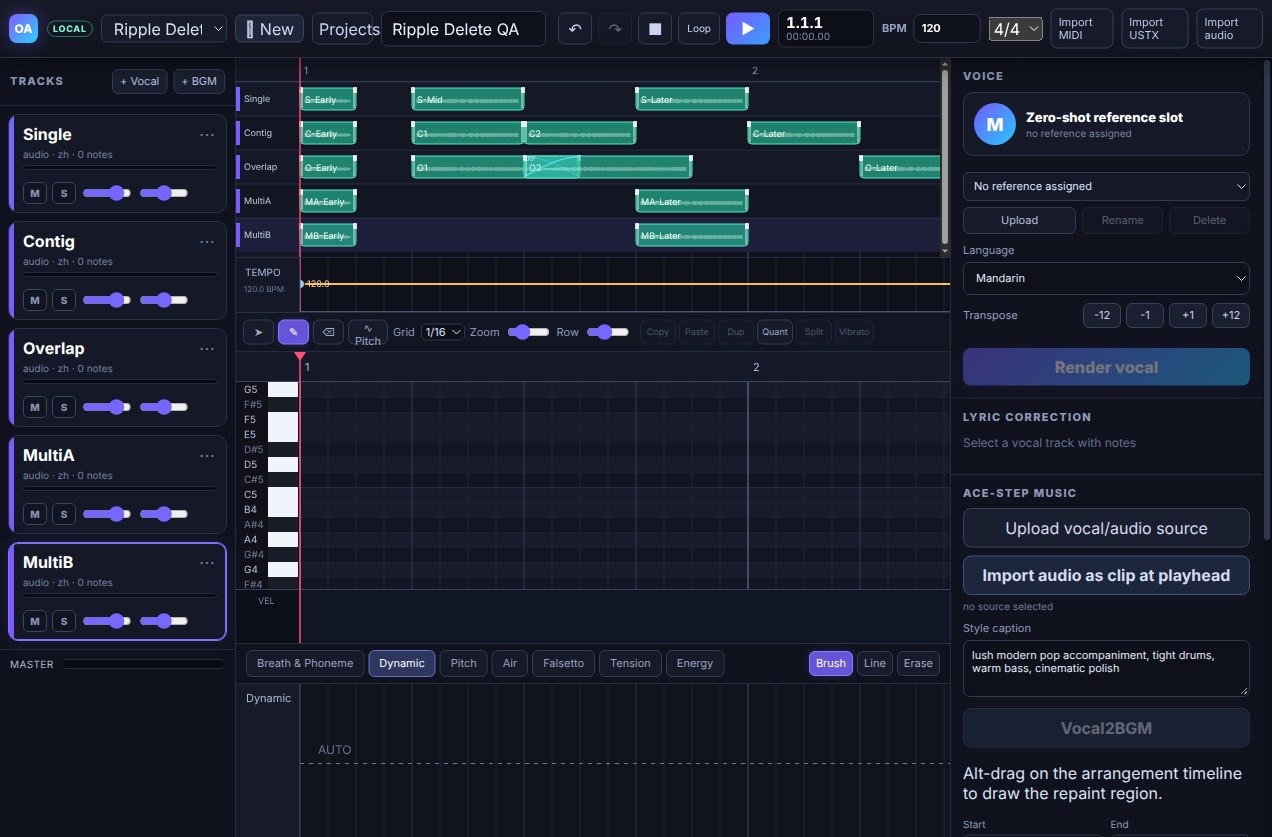 OA LOCAL Ripple Delet New Projects Ripple Delete QA Loop 1.1.1 00:00.00 BPM 120 4/4 Import MIDI Import USTX Import audio
TRACKS + Vocal + BGM
Single
audio · zh · 0 notes
M S
Contig
audio · zh · 0 notes
M S
Overlap
audio · zh · 0 notes
M S
MultiA
audio · zh · 0 notes
M S
MultiB
audio · zh · 0 notes
M S
MASTER
1 2
Single S-Early S-Mid S-Later
Contig C-Early C1 C2 C-Later
Overlap O-Early O1 XF O2 O-Later
MultiA MA-Early MA-Later
MultiB MB-Early MB-Later
TEMPO
120.0 BPM 120.0
Pitch Grid 1/16 Zoom Row Copy Paste Dup Quant Split Vibrato
1 2
G5
F#5
F5
E5
D#5
D5
C#5
C5
B4
A#4
A4
G#4
G4
F#4
VEL
Breath & Phoneme Dynamic Pitch Air Falsetto Tension Energy Brush Line Erase
Dynamic
AUTO
VOICE
M Zero-shot reference slot
no reference assigned
No reference assigned
Upload Rename Delete
Language
Mandarin
Transpose -12 -1 +1 +12
Render vocal
LYRIC CORRECTION
Select a vocal track with notes
ACE-STEP MUSIC
Upload vocal/audio source
Import audio as clip at playhead
no source selected
Style caption
lush modern pop accompaniment, tight drums,
warm bass, cinematic polish
Vocal2BGM
Alt-drag on the arrangement timeline
to draw the repaint region.
Start End